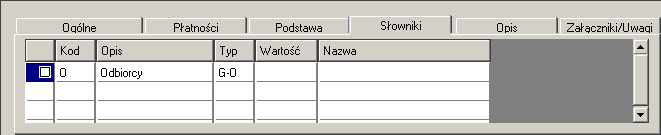 Ogólne Płatności Podstawa Słowniki Opis Załączniki/Uwagi
Kod Opis Typ Wartość Nazwa
O Odbiorcy G-O